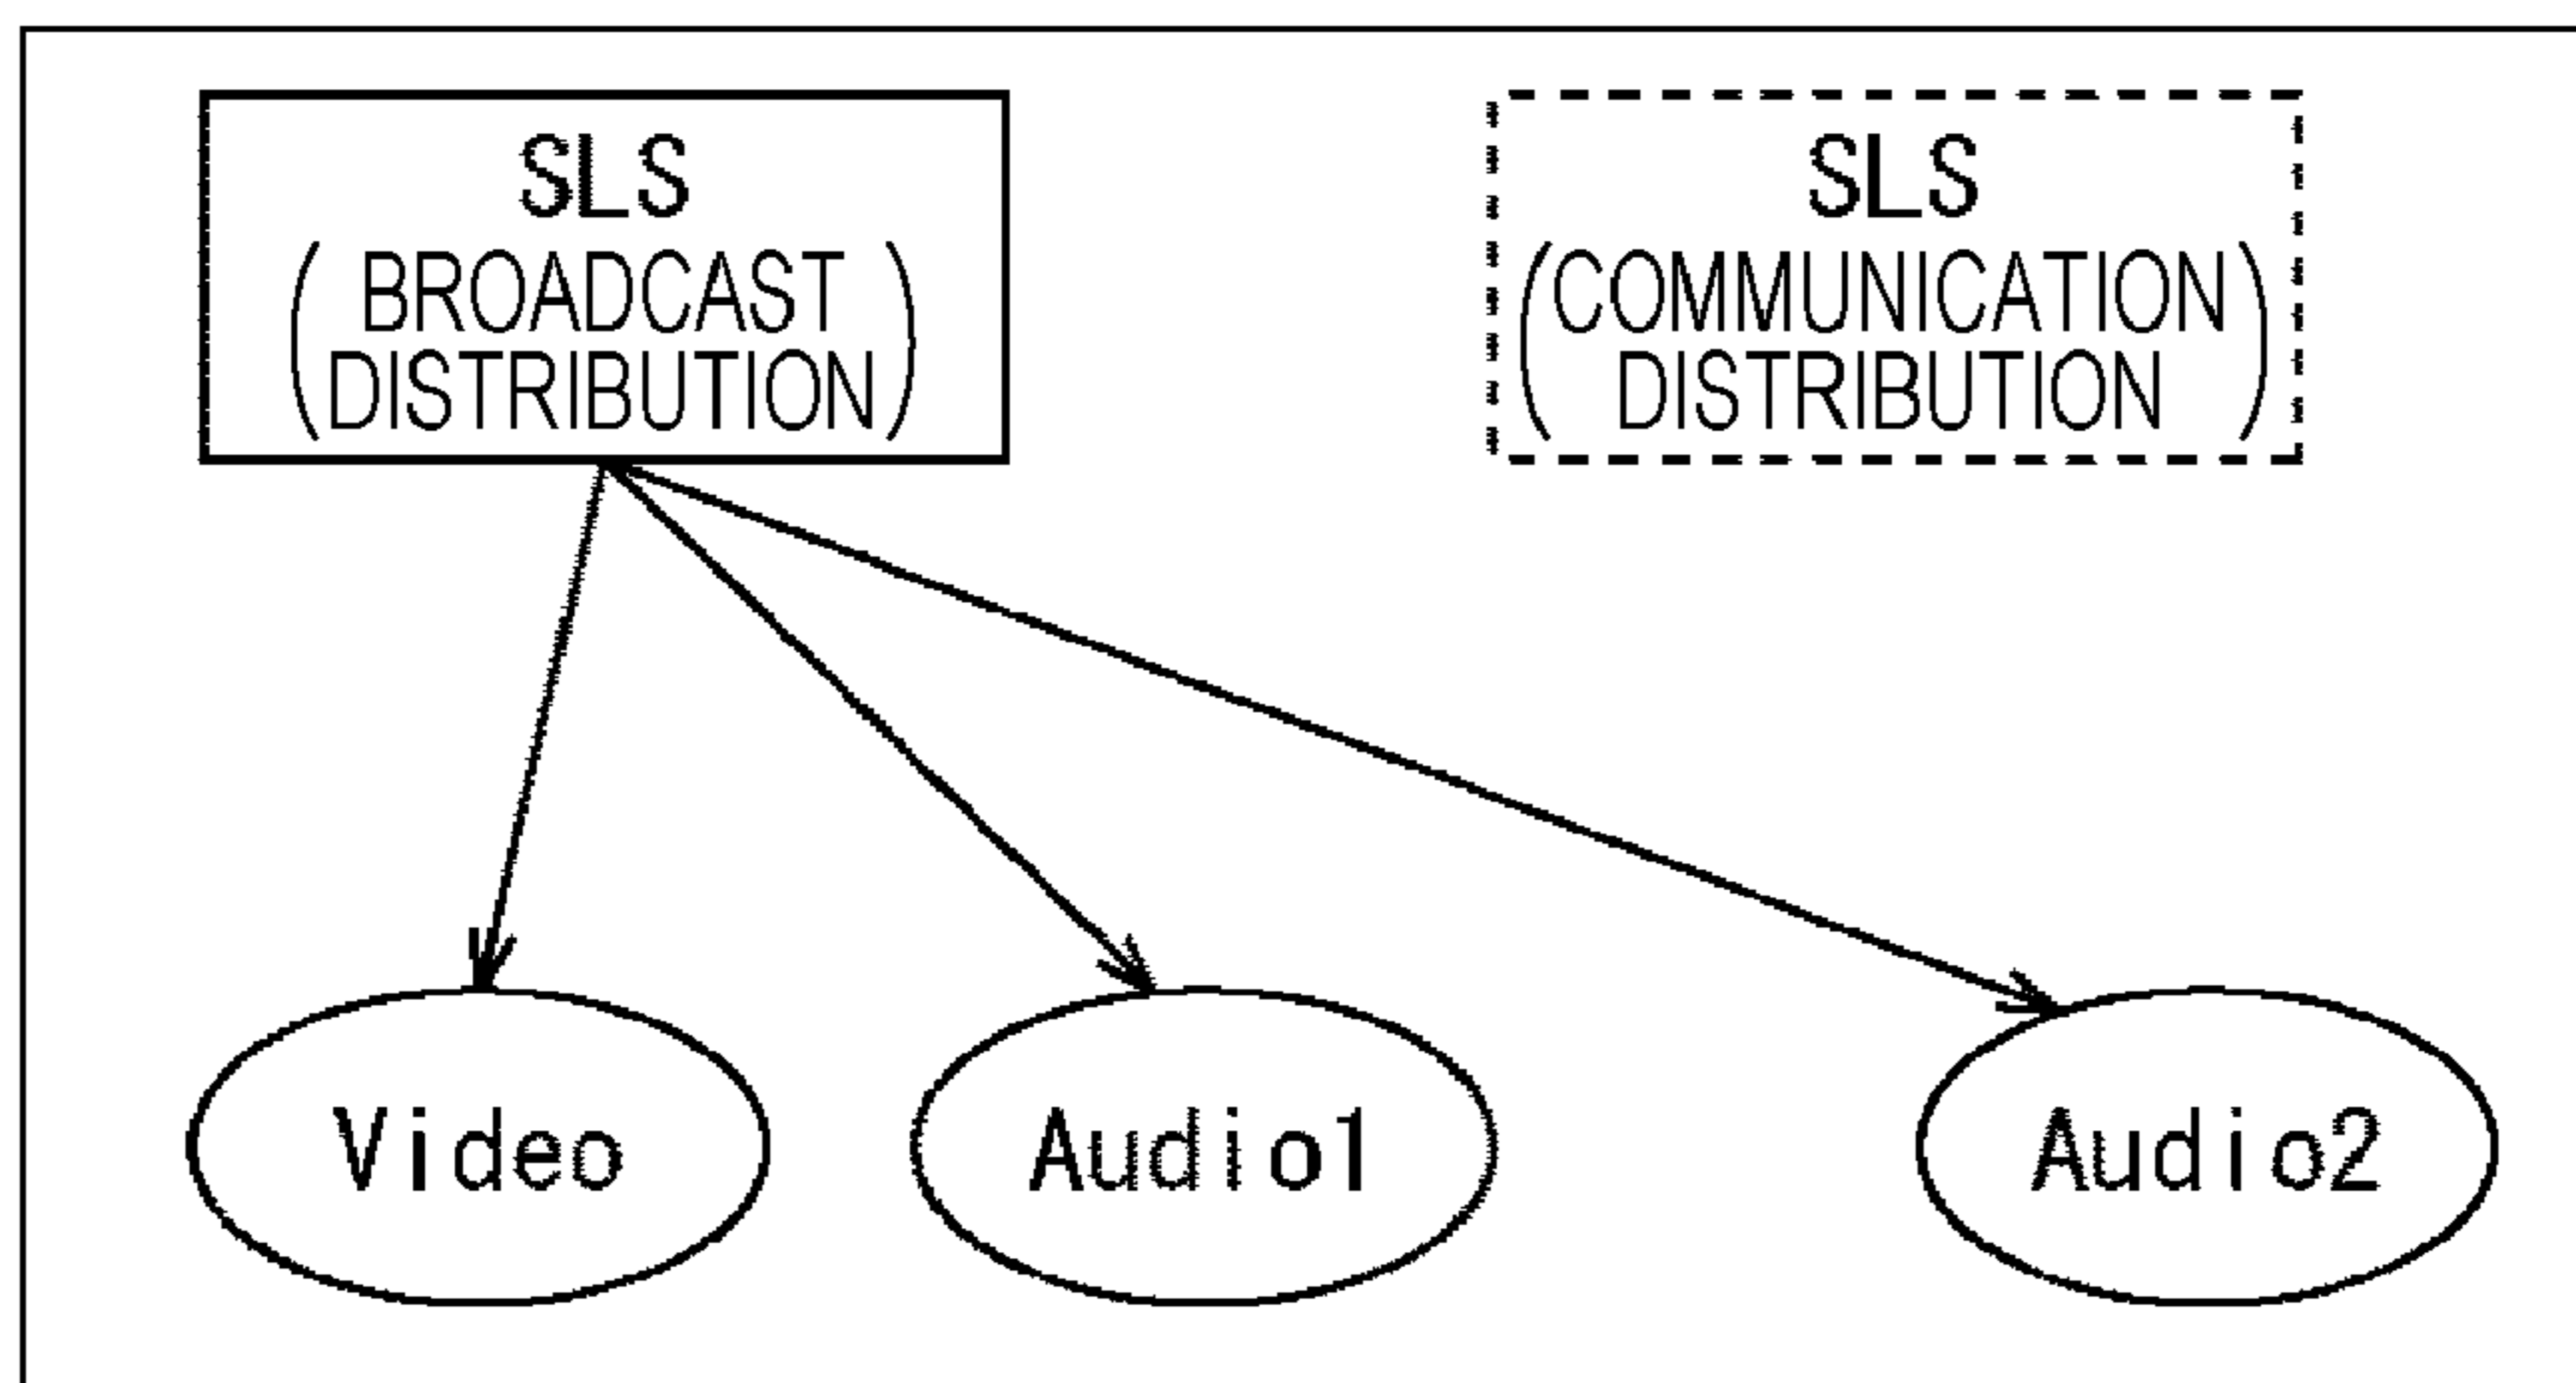 SLS
(BROADCAST
DISTRIBUTION)
SLS
(COMMUNICATION
DISTRIBUTION)
Video
Audio1
Audio2